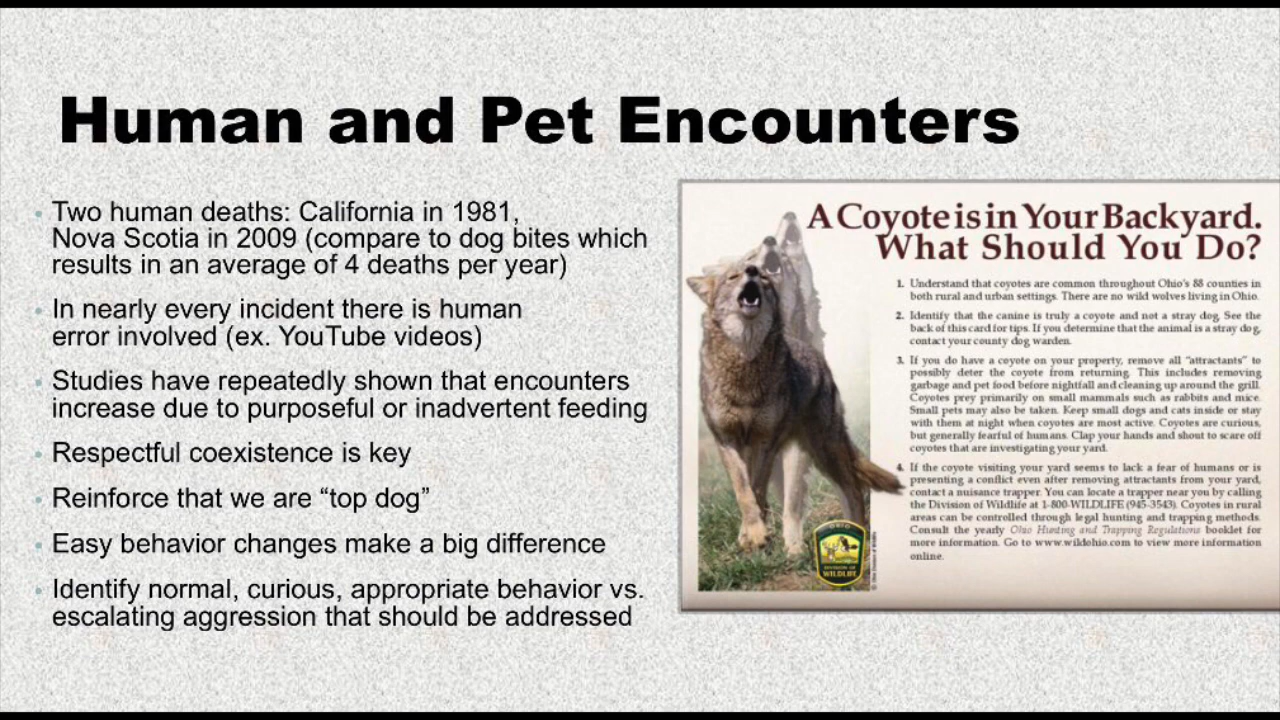 Human and Pet Encounters
Two human deaths: California in 1981,
Nova Scotia in 2009 (compare to dog bites which
results in an average of 4 deaths per year)
In nearly every incident there is human
error involved (ex. YouTube videos)
Studies have repeatedly shown that encounters
increase due to purposeful or inadvertent feeding
Respectful coexistence is key
Reinforce that we are “top dog”
Easy behavior changes make a big difference
Identify normal, curious, appropriate behavior vs.
escalating aggression that should be addressed
A Coyote is in Your Backyard.
What Should You Do?
1. Understand that coyotes are common throughout Ohio's 88 counties in
both rural and urban settings. There are no wild wolves living in Ohio.
2. Identify that the canine is truly a coyote and not a stray dog. See the
back of this card for tips. If you determine that the animal is a stray dog,
contact your county dog warden.
3. If you do have a coyote on your property, remove all “attractants” to
possibly deter the coyote from returning. This includes removing
garbage and pet food before nightfall and cleaning up around the grill.
Coyotes prey primarily on small mammals such as rabbits and mice.
Small pets may also be taken. Keep small dogs and cats inside or stay
with them at night when coyotes are most active. Coyotes are curious,
but generally fearful of humans. Clap your hands and shout to scare off
coyotes that are investigating your yard.
4. If the coyote visiting your yard seems to lack a fear of humans or is
presenting a conflict even after removing attractants from your yard,
contact a nuisance trapper. You can locate a trapper near you by calling
the Division of Wildlife at 1-800-WILDLIFE (945-3543). Coyotes in rural
areas can be controlled through legal hunting and trapping methods.
Consult the yearly Ohio Hunting and Trapping Regulations booklet for
more information. Go to www.wildohio.com to view more information
online.
OHIO
DIVISION OF
WILDLIFE